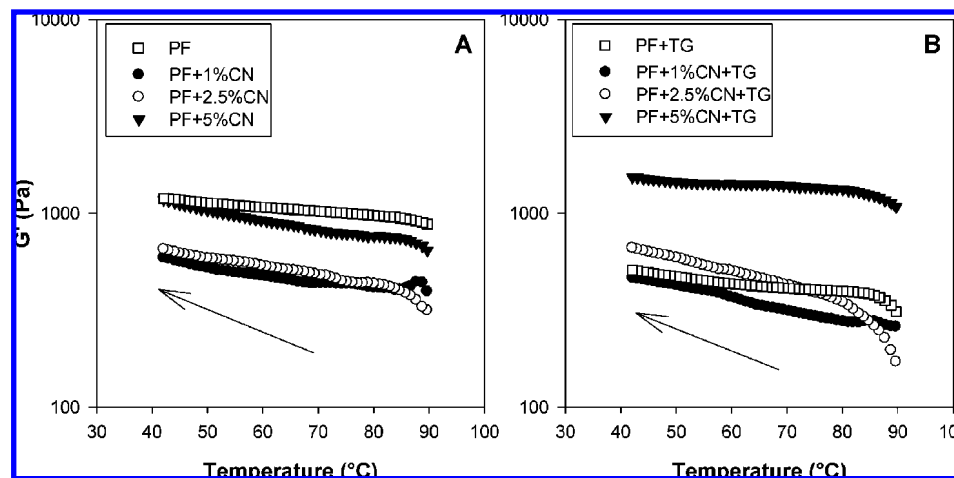 10000
1000
100
G' (Pa)
A
PF
PF+1%CN
PF+2.5%CN
PF+5%CN
30 40 50 60 70 80 90 100
Temperature (°C)
10000
1000
100
B
PF+TG
PF+1%CN+TG
PF+2.5%CN+TG
PF+5%CN+TG
30 40 50 60 70 80 90 10
Temperature (°C)